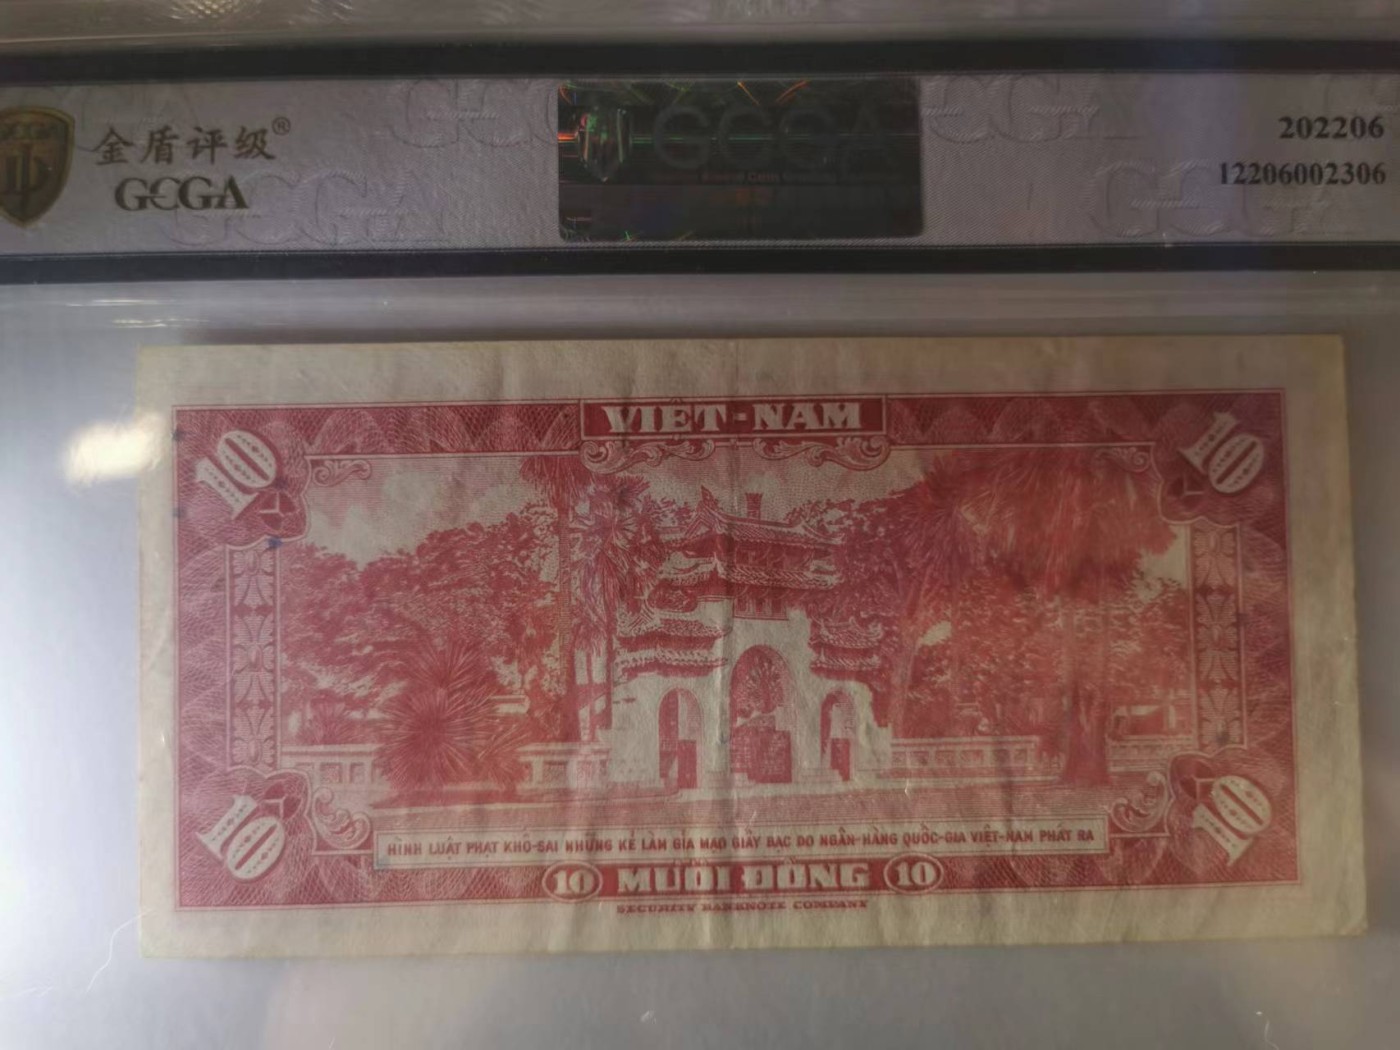 金盾评级®
GCGA
GCGA
202206
12206002306
VIỆT-NAM
10
10
HÌNH LUẬT PHẠT KHỔ-SAI NHỮNG KẺ LÀM GIẢ MẠO GIẤY BẠC DO NGÂN-HÀNG QUỐC-GIA VIỆT-NAM PHÁT RA
10 MƯỜI ĐỒNG 10
10
10
SECURITY BANKNOTE COMPANY